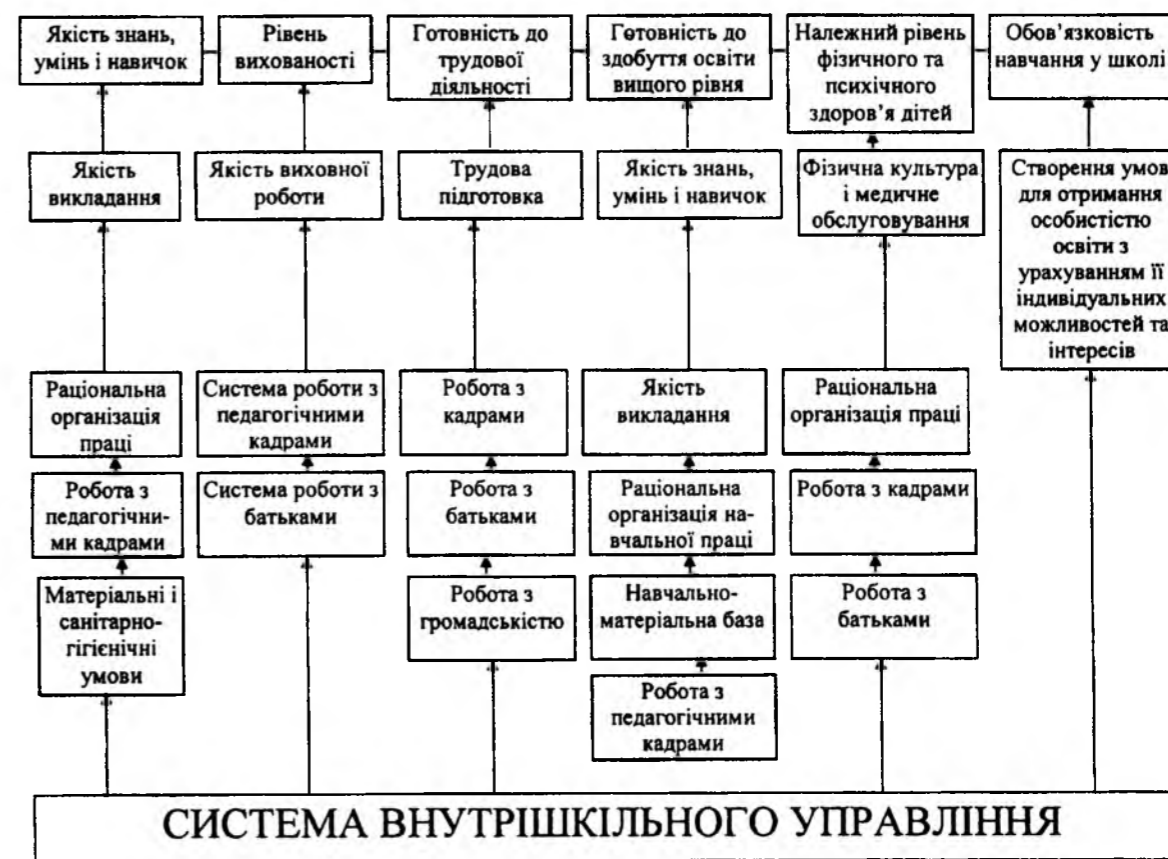 Якість знань,
умінь і навичок
Рівень
вихованості
Готовність до
трудової
діяльності
Готовність до
здобуття освіти
вищого рівня
Належний рівень
фізичного та
психічного
здоров’я дітей
Обов’язковість
навчання у школі
Якість
викладання
Якість виховної
роботи
Трудова
підготовка
Якість знань,
умінь і навичок
Фізична культура
і медичне
обслуговування
Створення умов
для отримання
особистістю
освіти з
урахуванням її
індивідуальних
можливостей та
інтересів
Раціональна
організація
праці
Система роботи з
педагогічними
кадрами
Робота з
кадрами
Якість
викладання
Раціональна
організація праці
Робота з
педагогічни-
ми кадрами
Система роботи з
батьками
Робота з
батьками
Раціональна
організація на-
вчальної праці
Робота з кадрами
Матеріальні і
санітарно-
гігієнічні
умови
Робота з
громадськістю
Навчально-
матеріальна база
Робота з
батьками
Робота з
педагогічними
кадрами
СИСТЕМА ВНУТРІШКІЛЬНОГО УПРАВЛІННЯ